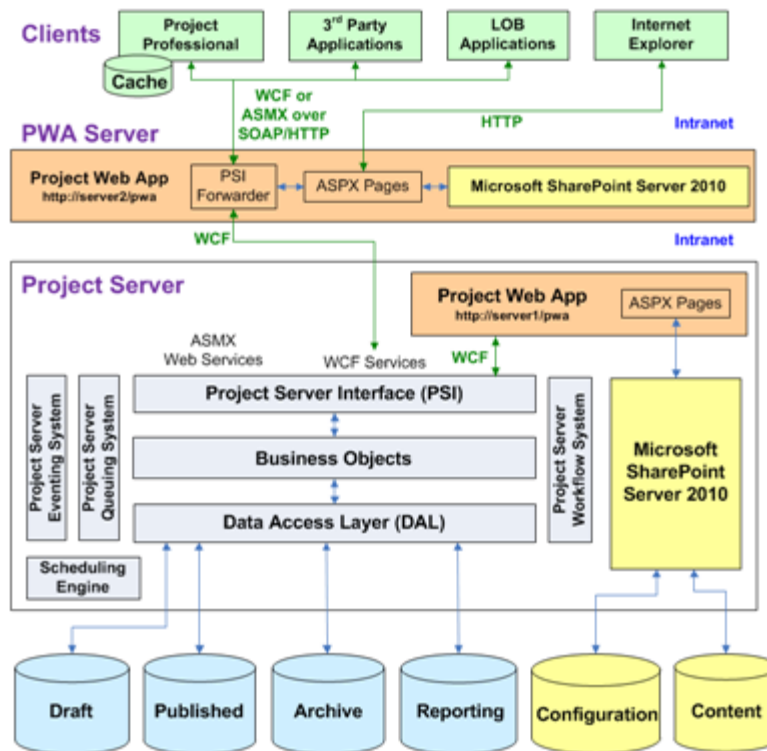 Clients
Project
Professional
Cache
3rd Party
Applications
LOB
Applications
Internet
Explorer
WCF or
ASMX over
SOAP/HTTP
HTTP
Intranet
PWA Server
Project Web App
http://server2/pwa
PSI
Forwarder
ASPX Pages
Microsoft SharePoint Server 2010
WCF
Intranet
Project Server
Project Web App
http://server1/pwa
ASPX Pages
ASMX
Web Services
WCF Services
WCF
Project Server
Eventing System
Project Server
Queuing System
Project Server Interface (PSI)
Business Objects
Data Access Layer (DAL)
Project Server
Workflow System
Microsoft
SharePoint
Server 2010
Scheduling
Engine
Draft
Published
Archive
Reporting
Configuration
Content